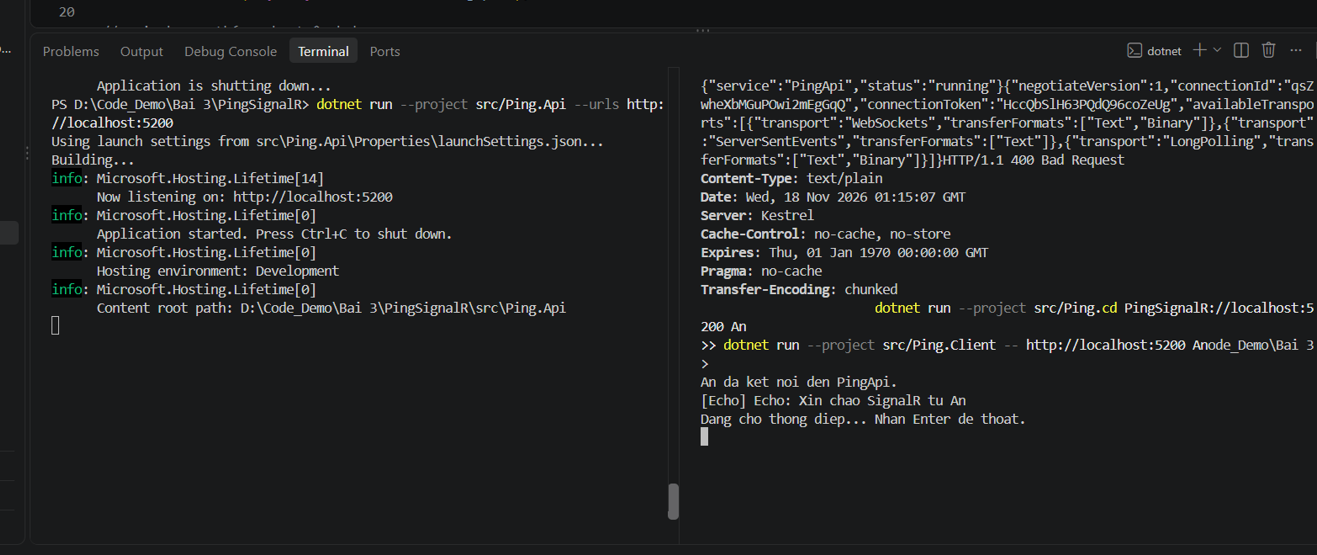 20
Problems Output Debug Console Terminal Ports
dotnet
Application is shutting down...
PS D:\Code_Demo\Bai 3\PingSignalR> dotnet run --project src/Ping.Api --urls http:
//localhost:5200
Using launch settings from src\Ping.Api\Properties\launchSettings.json...
Building...
info: Microsoft.Hosting.Lifetime[14]
Now listening on: http://localhost:5200
info: Microsoft.Hosting.Lifetime[0]
Application started. Press Ctrl+C to shut down.
info: Microsoft.Hosting.Lifetime[0]
Hosting environment: Development
info: Microsoft.Hosting.Lifetime[0]
Content root path: D:\Code_Demo\Bai 3\PingSignalR\src\Ping.Api
{"service":"PingApi","status":"running"}{"negotiateVersion":1,"connectionId":"qsZ
wheXbMGuPOwi2mEgGqQ","connectionToken":"HccQbSlH63PQdQ96coZeUg","availableTranspo
rts":[{"transport":"WebSockets","transferFormats":["Text","Binary"]},{"transport"
:"ServerSentEvents","transferFormats":["Text"]},{"transport":"LongPolling","trans
ferFormats":["Text","Binary"]}]}HTTP/1.1 400 Bad Request
Content-Type: text/plain
Date: Wed, 18 Nov 2026 01:15:07 GMT
Server: Kestrel
Cache-Control: no-cache, no-store
Expires: Thu, 01 Jan 1970 00:00:00 GMT
Pragma: no-cache
Transfer-Encoding: chunked
dotnet run --project src/Ping.cd PingSignalR://localhost:5
200 An
>> dotnet run --project src/Ping.Client -- http://localhost:5200 Anode_Demo\Bai 3
>
An da ket noi den PingApi.
[Echo] Echo: Xin chao SignalR tu An
Dang cho thong diep... Nhan Enter de thoat.